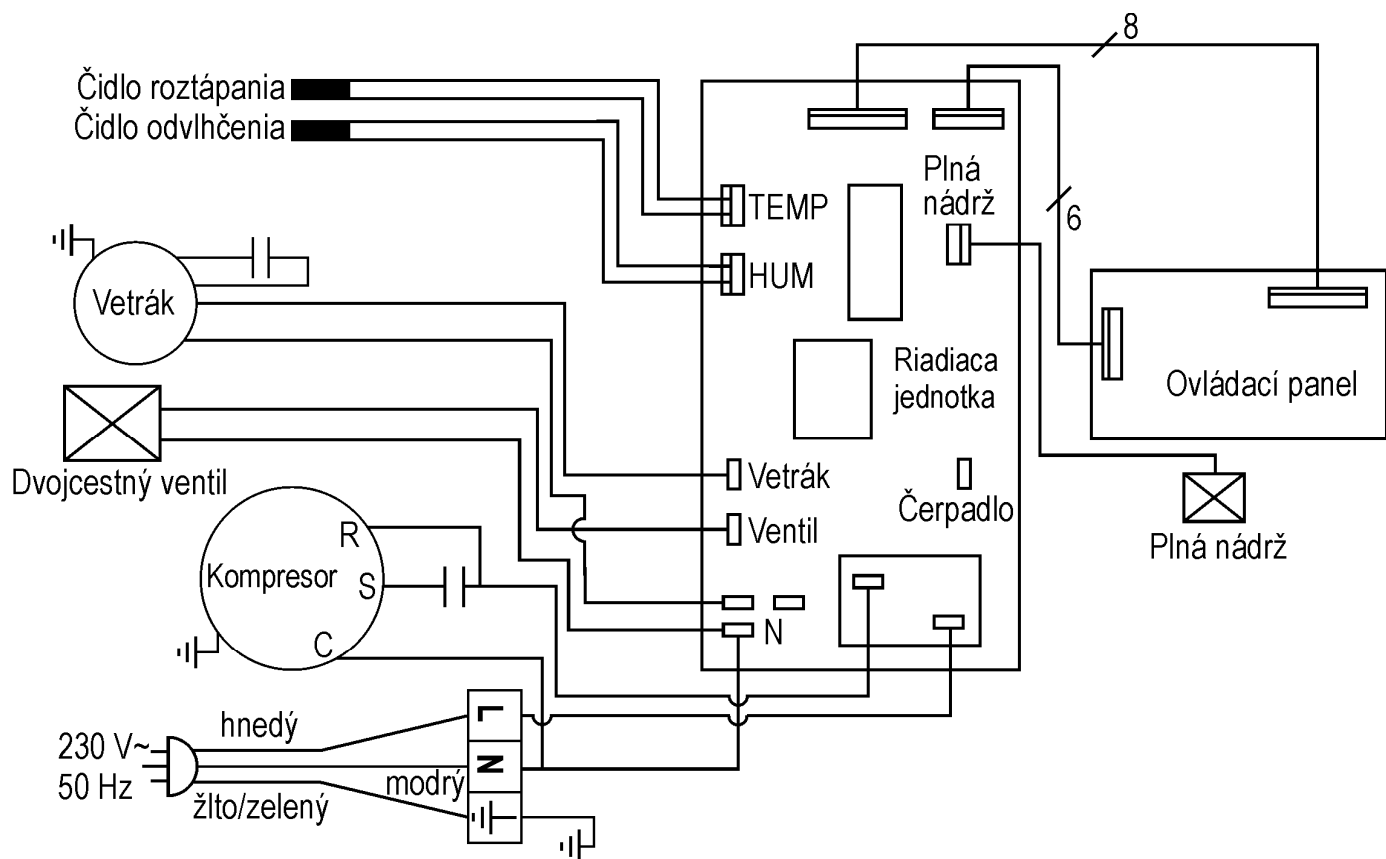 8
Čidlo roztápania
Čidlo odvlhčenia
Plná
nádrž
TEMP
6
HUM
Vetrák
Riadiaca
jednotka
Ovládací panel
Dvojcestný ventil
Vetrák
Čerpadlo
Ventil
Plná nádrž
R
Kompresor
S
N
C
L
hnedý
230 V~
N
modrý
50 Hz
žlto/zelený